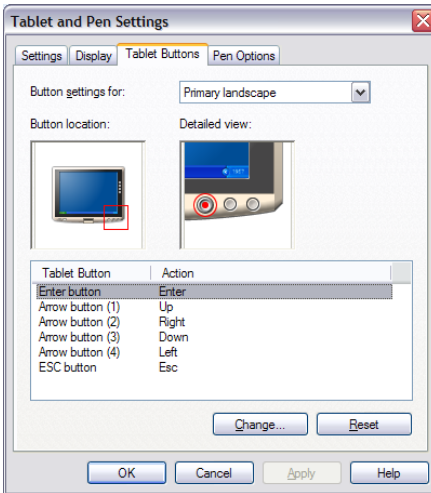 Tablet and Pen Settings
Settings Display Tablet Buttons Pen Options
Button settings for: Primary landscape
Button location: Detailed view:
Tablet Button Action
Enter button Enter
Arrow button (1) Up
Arrow button (2) Right
Arrow button (3) Down
Arrow button (4) Left
ESC button Esc
Change... Reset
OK Cancel Apply Help